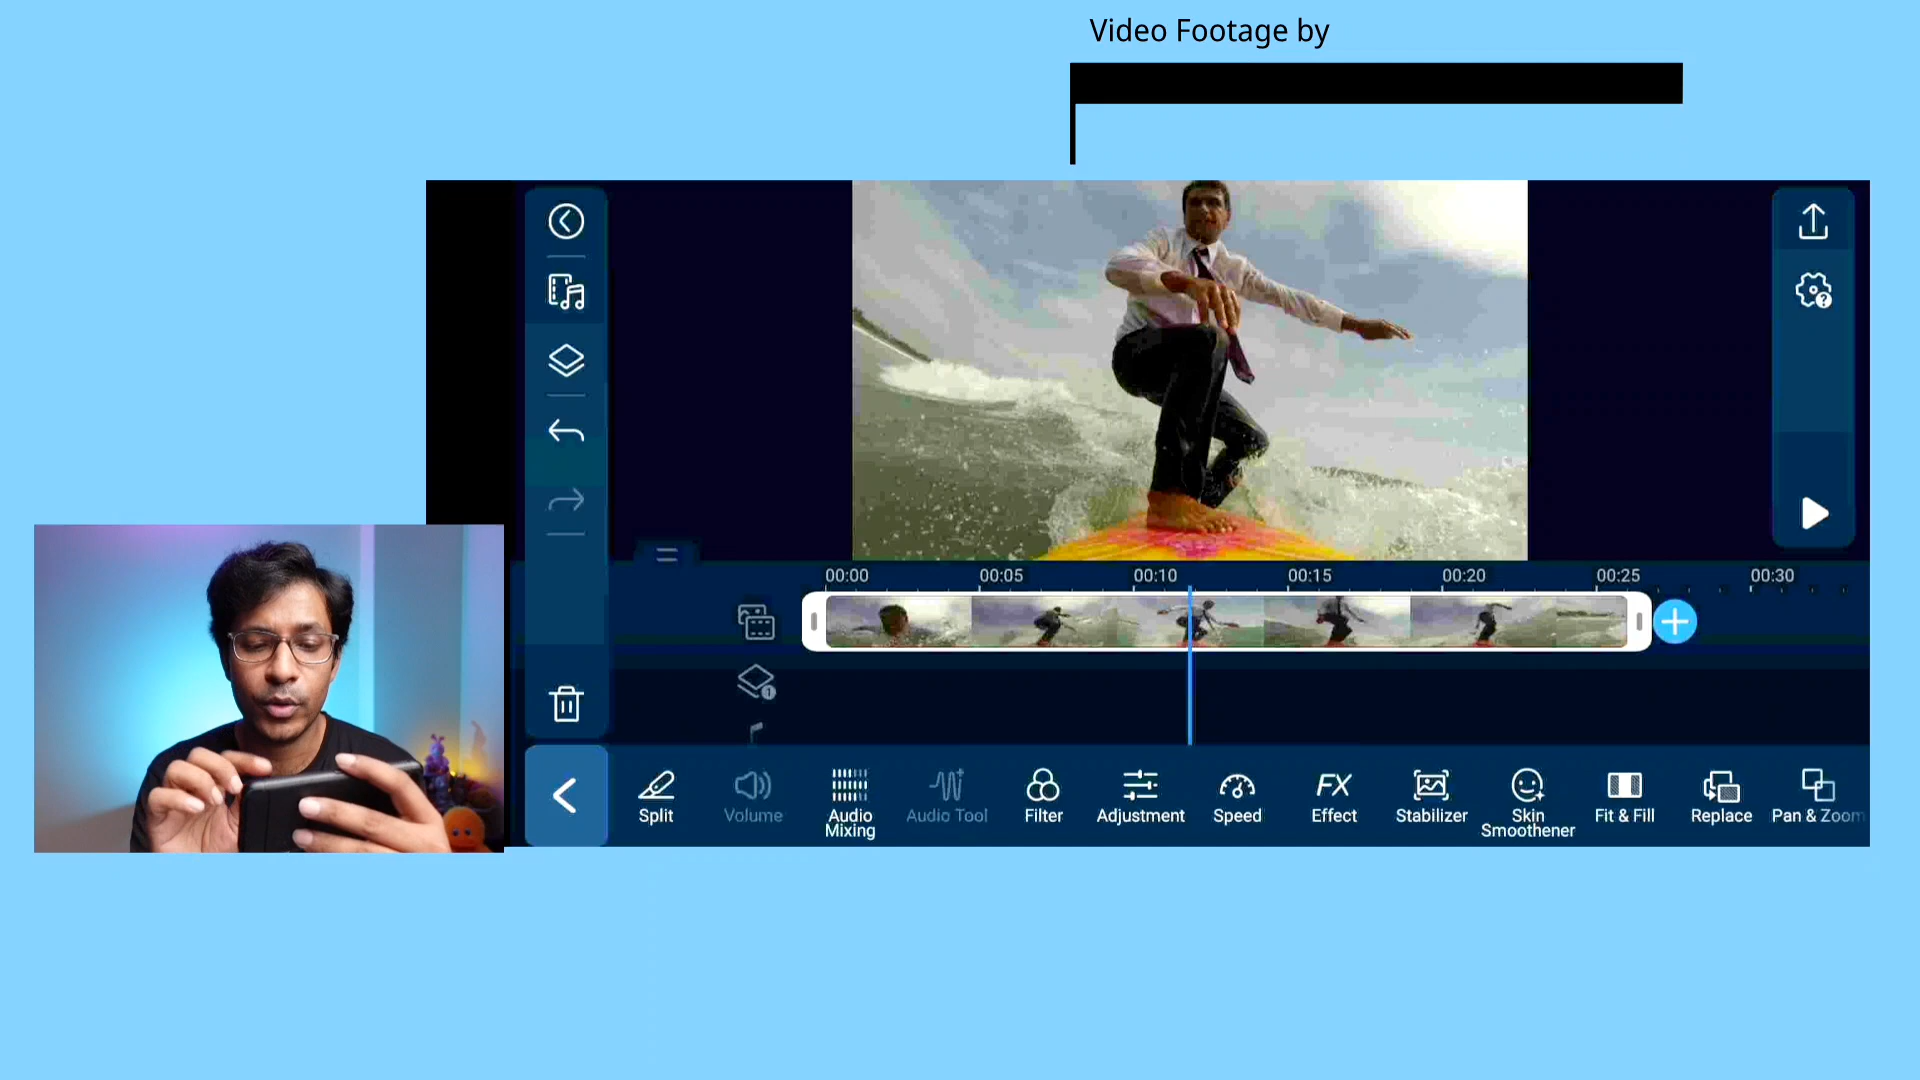 Video Footage by
00:00 00:05 00:10 00:15 00:20 00:25 00:30
Split Volume Audio Mixing Audio Tool Filter Adjustment Speed FX Effect Stabilizer Skin Smoothener Fit & Fill Replace Pan & Zoom